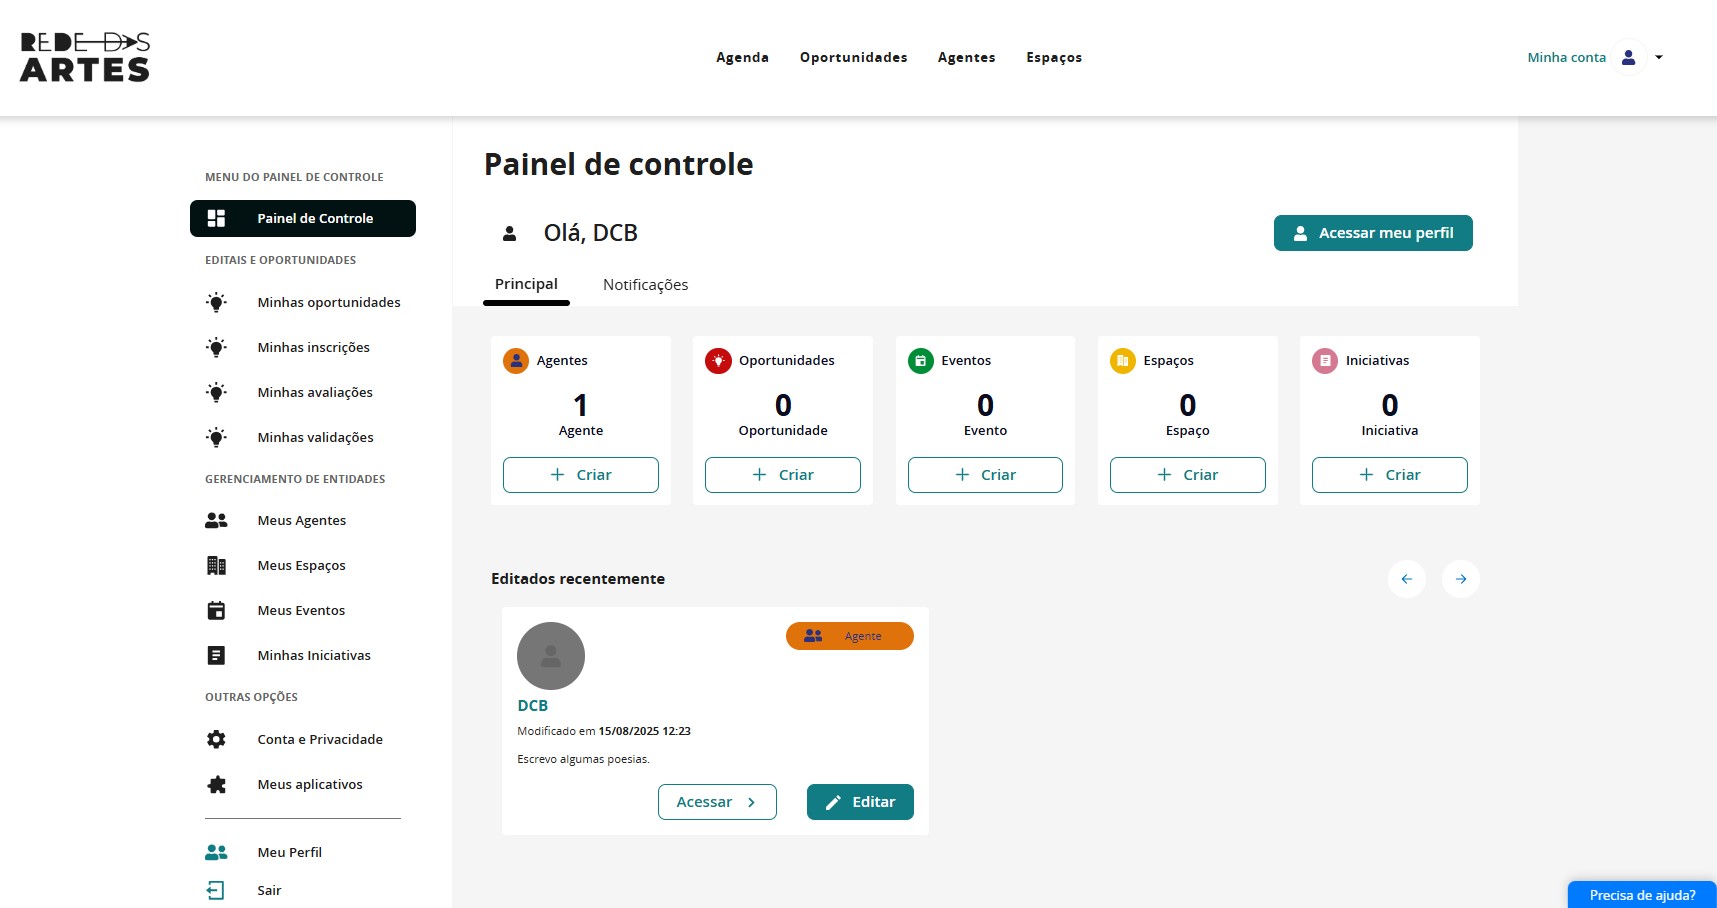 REDE DAS
ARTES
Agenda
Oportunidades
Agentes
Espaços
Minha conta
MENU DO PAINEL DE CONTROLE
Painel de Controle
EDITAIS E OPORTUNIDADES
Minhas oportunidades
Minhas inscrições
Minhas avaliações
Minhas validações
GERENCIAMENTO DE ENTIDADES
Meus Agentes
Meus Espaços
Meus Eventos
Minhas Iniciativas
OUTRAS OPÇÕES
Conta e Privacidade
Meus aplicativos
Meu Perfil
Sair
Painel de controle
Olá, DCB
Acessar meu perfil
Principal
Notificações
Agentes
1
Agente
Criar
Oportunidades
0
Oportunidade
Criar
Eventos
0
Evento
Criar
Espaços
0
Espaço
Criar
Iniciativas
0
Iniciativa
Criar
Editados recentemente
Agente
DCB
Modificado em 15/08/2025 12:23
Escrevo algumas poesias.
Acessar
Editar
Precisa de ajuda?